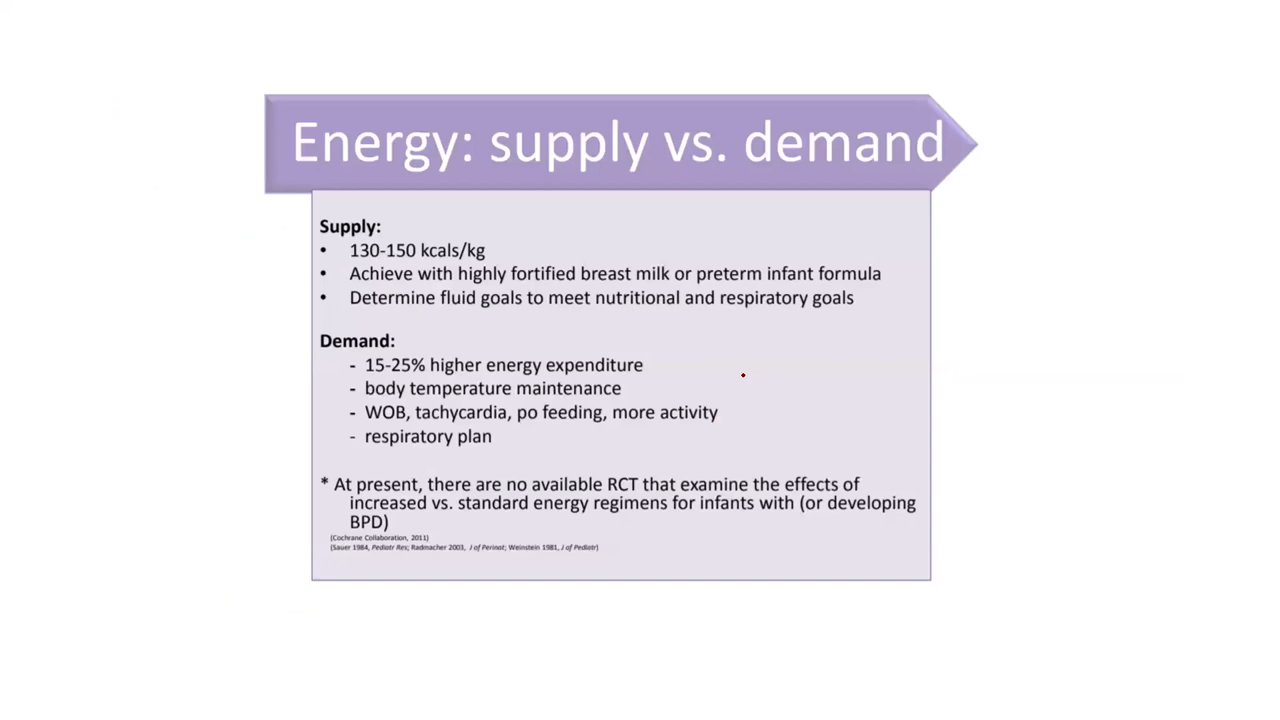 Energy: supply vs. demand
Supply:
• 130-150 kcals/kg
• Achieve with highly fortified breast milk or preterm infant formula
• Determine fluid goals to meet nutritional and respiratory goals
Demand:
- 15-25% higher energy expenditure
- body temperature maintenance
- WOB, tachycardia, po feeding, more activity
- respiratory plan
* At present, there are no available RCT that examine the effects of
increased vs. standard energy regimens for infants with (or developing
BPD)
(Cochrane Collaboration, 2011)
(Sauer 1984, Pediatr Res; Radmacher 2003, J of Perinat; Weinstein 1981, J of Pediatr)